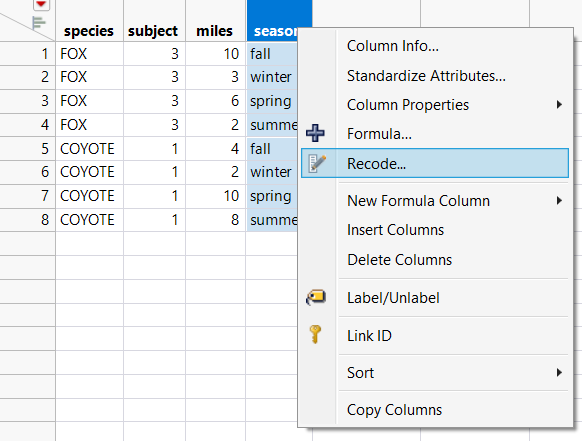 species subject miles season
1 FOX 3 10 fall
2 FOX 3 3 winter
3 FOX 3 6 spring
4 FOX 3 2 summe
5 COYOTE 1 4 fall
6 COYOTE 1 2 winter
7 COYOTE 1 10 spring
8 COYOTE 1 8 summe
Column Info...
Standardize Attributes...
Column Properties
Formula...
Recode...
New Formula Column
Insert Columns
Delete Columns
Label/Unlabel
Link ID
Sort
Copy Columns